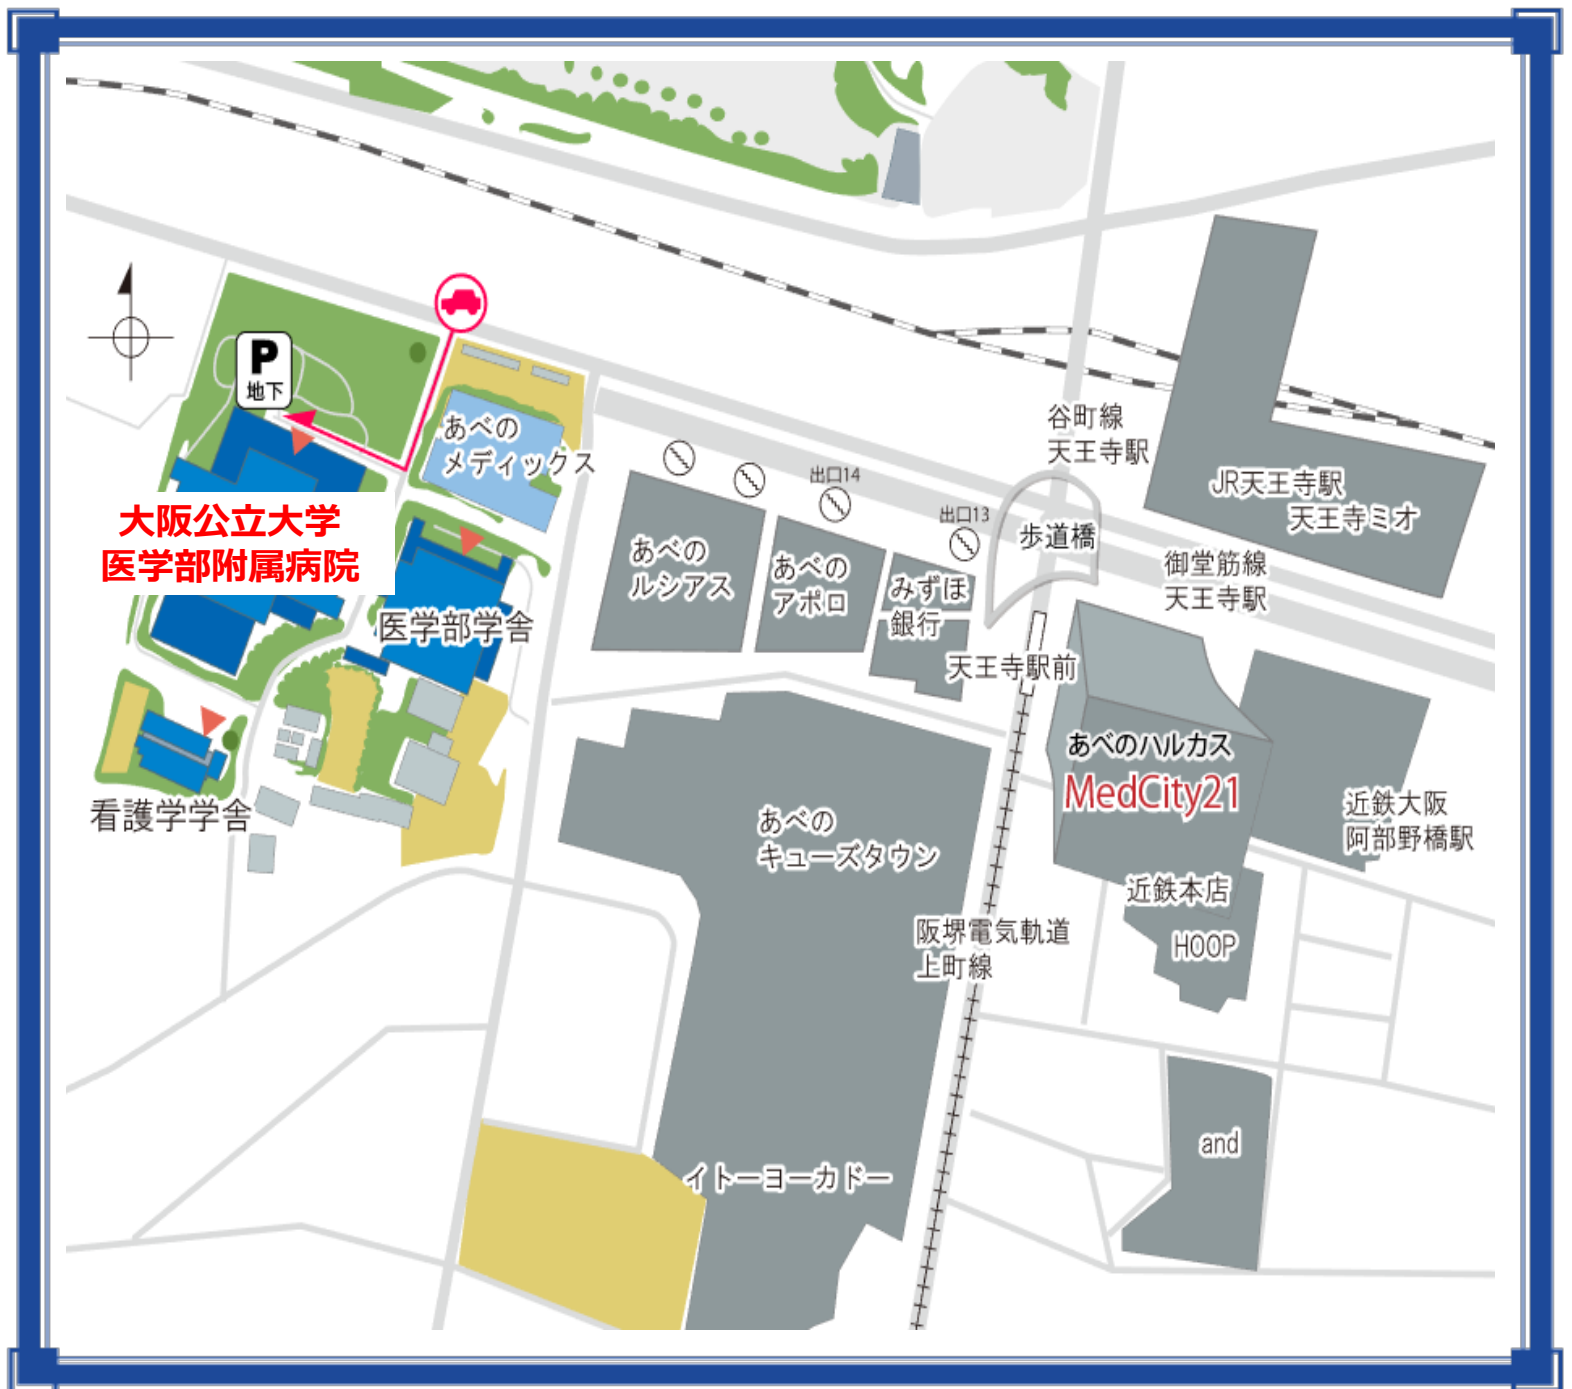 P
地下
あべの
メディックス
大阪公立大学
医学部附属病院
医学部学舎
看護学学舎
谷町線
天王寺駅
JR天王寺駅
天王寺ミオ
出口14
出口13
歩道橋
御堂筋線
天王寺駅
あべの
ルシアス
あべの
アポロ
みずほ
銀行
天王寺駅前
あべのハルカス
MedCity21
近鉄大阪
阿部野橋駅
あべの
キューズタウン
近鉄本店
HOOP
阪堺電気軌道
上町線
and
イトーヨーカドー